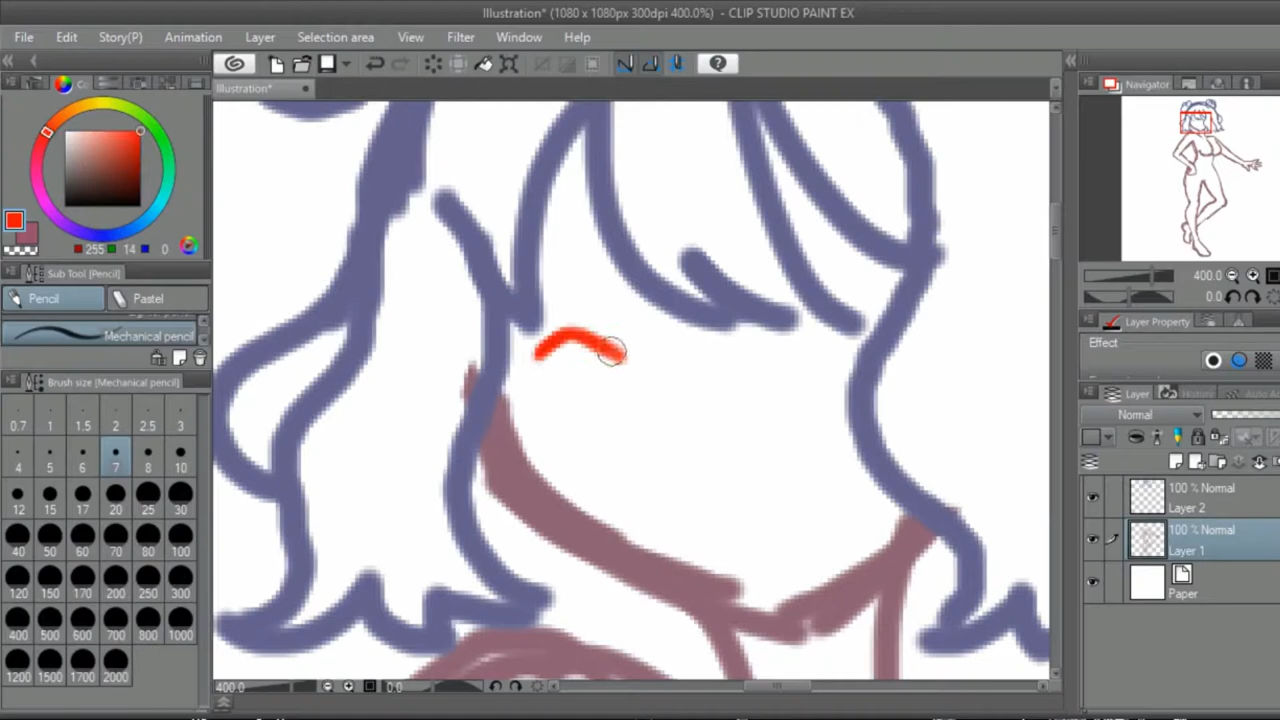 Illustration* (1080 x 1080px 300dpi 400.0%) - CLIP STUDIO PAINT EX
File Edit Story(P) Animation Layer Selection area View Filter Window Help
Illustration*
Navigator
255 14 0
400.0
0.0
Sub Tool [Pencil]
Pencil Pastel
Mechanical pencil
Brush size [Mechanical pencil]
0.7 1 1.5 2 2.5 3
4 5 6 7 8 10
12 15 17 20 25 30
40 50 60 70 80 100
120 150 170 200 250 300
400 500 600 700 800 1000
1200 1500 1700 2000
Layer Property
Effect
Layer History
Normal
100 % Normal
Layer 2
100 % Normal
Layer 1
Paper
400.0 0.0